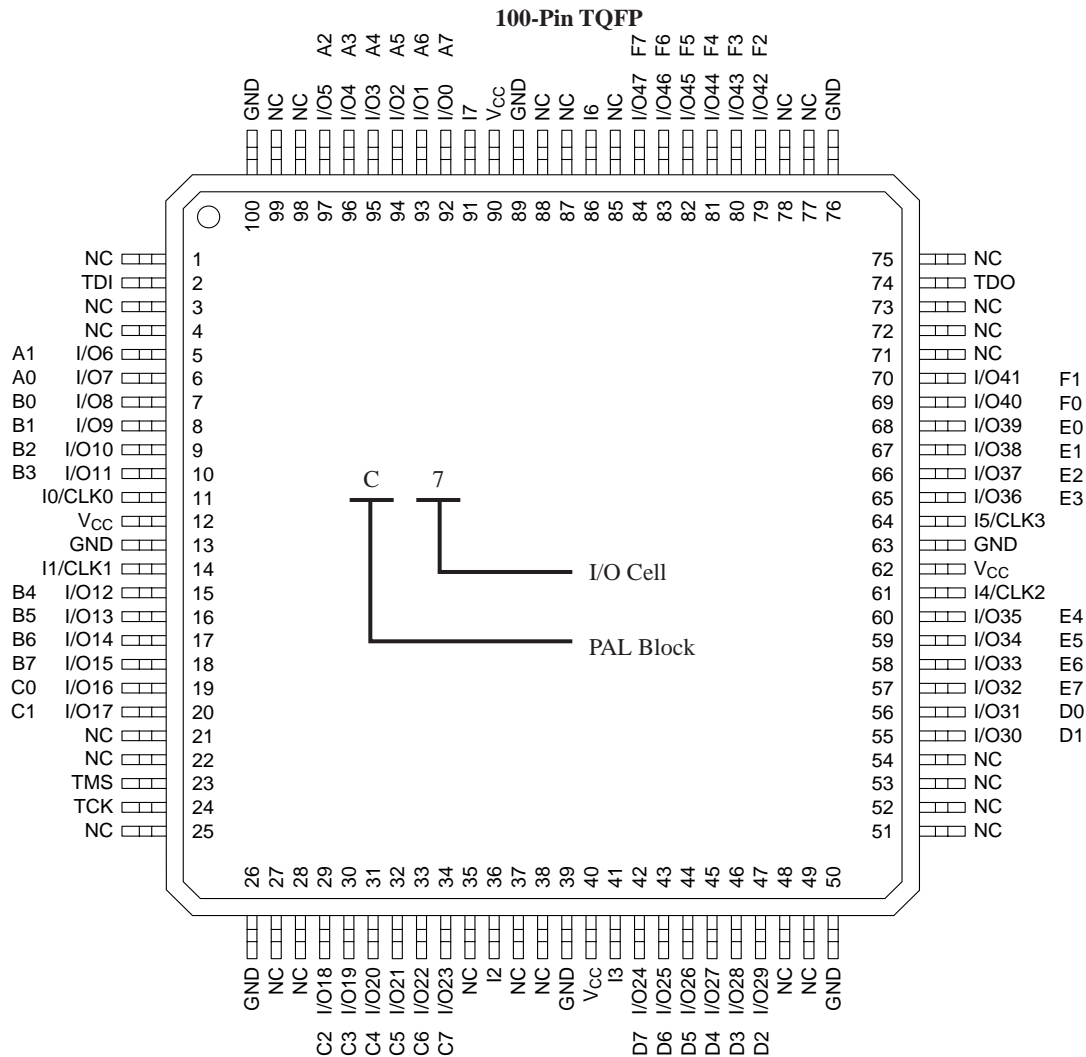 100-Pin TQFP
A2 A3 A4 A5 A6 A7 F7 F6 F5 F4 F3 F2
GND NC NC I/O5 I/O4 I/O3 I/O2 I/O1 I/O0 I7 VCC GND NC NC I6 NC I/O47 I/O46 I/O45 I/O44 I/O43 I/O42 NC NC GND
100 99 98 97 96 95 94 93 92 91 90 89 88 87 86 85 84 83 82 81 80 79 78 77 76
NC 1 75 NC
TDI 2 74 TDO
NC 3 73 NC
NC 4 72 NC
A1 I/O6 5 71 NC
A0 I/O7 6 70 I/O41 F1
B0 I/O8 7 69 I/O40 F0
B1 I/O9 8 68 I/O39 E0
B2 I/O10 9 67 I/O38 E1
B3 I/O11 10 66 I/O37 E2
I0/CLK0 11 65 I/O36 E3
VCC 12 64 I5/CLK3
GND 13 63 GND
I1/CLK1 14 62 VCC
B4 I/O12 15 61 I4/CLK2
B5 I/O13 16 60 I/O35 E4
B6 I/O14 17 59 I/O34 E5
B7 I/O15 18 58 I/O33 E6
C0 I/O16 19 57 I/O32 E7
C1 I/O17 20 56 I/O31 D0
NC 21 55 I/O30 D1
NC 22 54 NC
TMS 23 53 NC
TCK 24 52 NC
NC 25 51 NC
C 7
I/O Cell
PAL Block
26 27 28 29 30 31 32 33 34 35 36 37 38 39 40 41 42 43 44 45 46 47 48 49 50
GND NC NC I/O18 I/O19 I/O20 I/O21 I/O22 I/O23 NC I2 NC NC GND VCC I3 I/O24 I/O25 I/O26 I/O27 I/O28 I/O29 NC NC GND
C2 C3 C4 C5 C6 C7 D7 D6 D5 D4 D3 D2